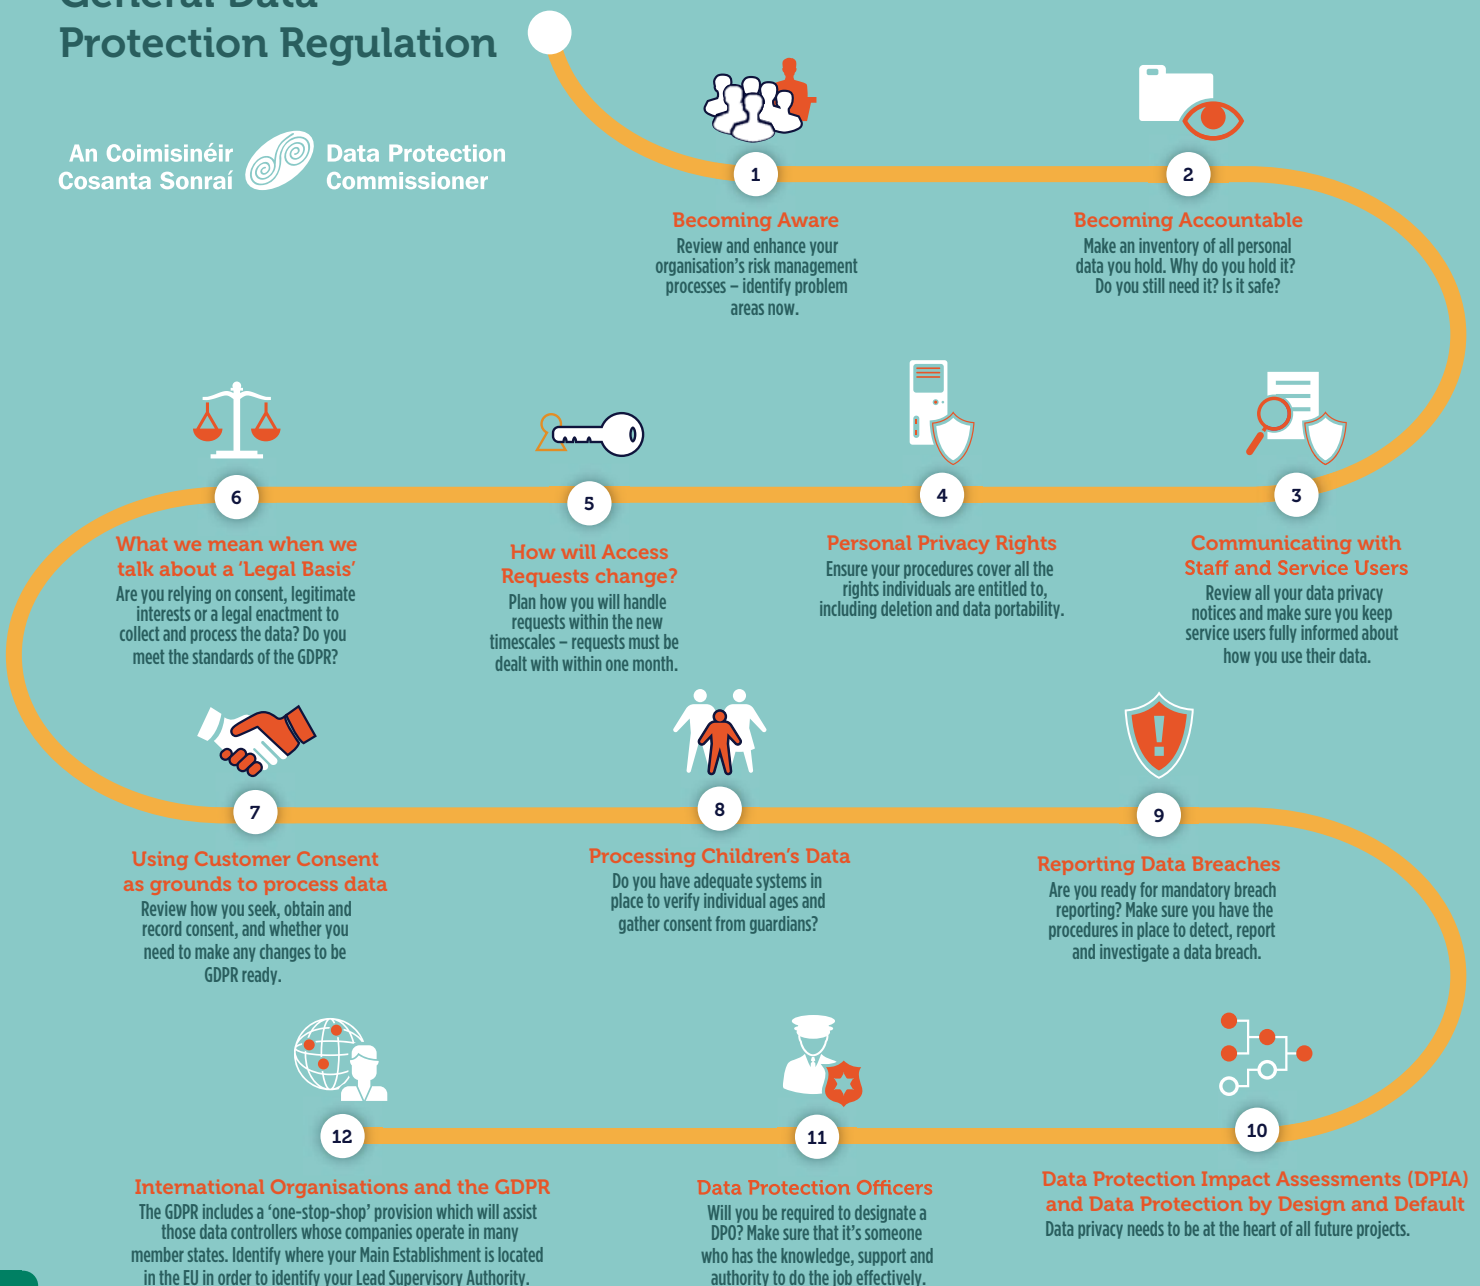 General Data
Protection Regulation
An Coimisinéir
Cosanta Sonraí
Data Protection
Commissioner
1
Becoming Aware
Review and enhance your
organisation's risk management
processes – identify problem
areas now.
2
Becoming Accountable
Make an inventory of all personal
data you hold. Why do you hold it?
Do you still need it? Is it safe?
3
Communicating with
Staff and Service Users
Review all your data privacy
notices and make sure you keep
service users fully informed about
how you use their data.
4
Personal Privacy Rights
Ensure your procedures cover all the
rights individuals are entitled to,
including deletion and data portability.
5
How will Access
Requests change?
Plan how you will handle
requests within the new
timescales – requests must be
dealt with within one month.
6
What we mean when we
talk about a 'Legal Basis'
Are you relying on consent, legitimate
interests or a legal enactment to
collect and process the data? Do you
meet the standards of the GDPR?
7
Using Customer Consent
as grounds to process data
Review how you seek, obtain and
record consent, and whether you
need to make any changes to be
GDPR ready.
8
Processing Children's Data
Do you have adequate systems in
place to verify individual ages and
gather consent from guardians?
9
Reporting Data Breaches
Are you ready for mandatory breach
reporting? Make sure you have the
procedures in place to detect, report
and investigate a data breach.
10
Data Protection Impact Assessments (DPIA)
and Data Protection by Design and Default
Data privacy needs to be at the heart of all future projects.
11
Data Protection Officers
Will you be required to designate a
DPO? Make sure that it's someone
who has the knowledge, support and
authority to do the job effectively.
12
International Organisations and the GDPR
The GDPR includes a 'one-stop-shop' provision which will assist
those data controllers whose companies operate in many
member states. Identify where your Main Establishment is located
in the EU in order to identify your Lead Supervisory Authority.